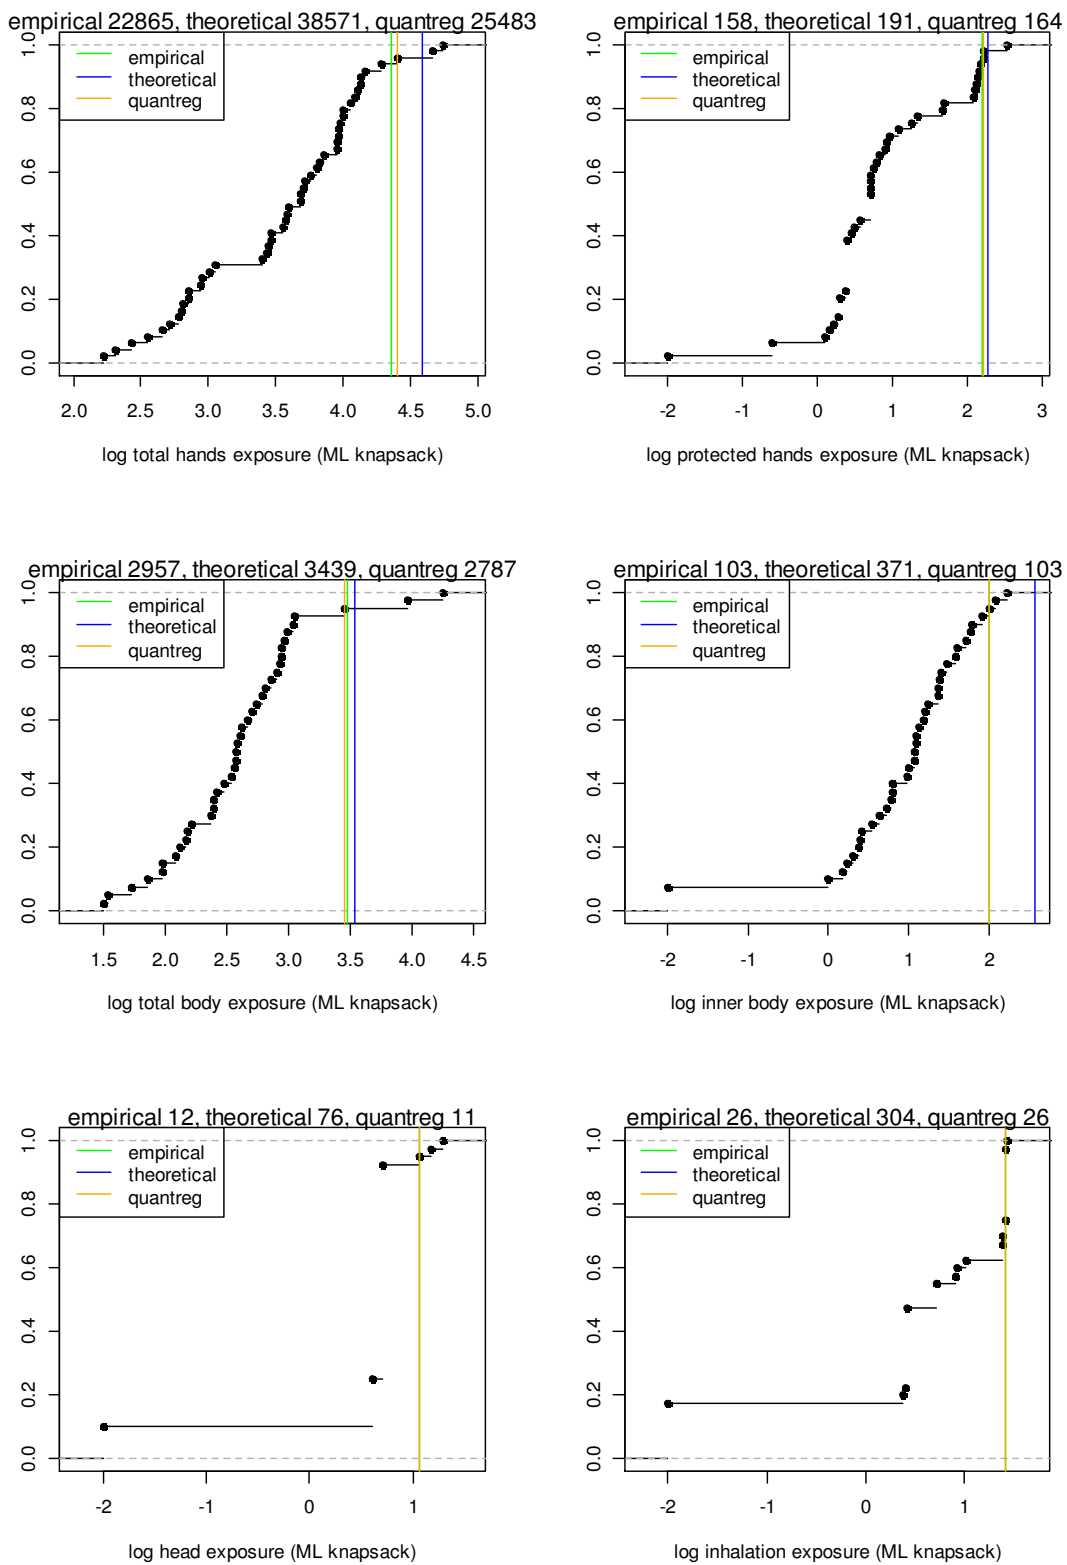 empirical 22865, theoretical 38571, quantreg 25483
empirical
theoretical
quantreg
0.0 0.2 0.4 0.6 0.8 1.0
2.0 2.5 3.0 3.5 4.0 4.5 5.0
log total hands exposure (ML knapsack)
empirical 158, theoretical 191, quantreg 164
empirical
theoretical
quantreg
0.0 0.2 0.4 0.6 0.8 1.0
-2 -1 0 1 2 3
log protected hands exposure (ML knapsack)
empirical 2957, theoretical 3439, quantreg 2787
empirical
theoretical
quantreg
0.0 0.2 0.4 0.6 0.8 1.0
1.5 2.0 2.5 3.0 3.5 4.0 4.5
log total body exposure (ML knapsack)
empirical 103, theoretical 371, quantreg 103
empirical
theoretical
quantreg
0.0 0.2 0.4 0.6 0.8 1.0
-2 -1 0 1 2
log inner body exposure (ML knapsack)
empirical 12, theoretical 76, quantreg 11
empirical
theoretical
quantreg
0.0 0.2 0.4 0.6 0.8 1.0
-2 -1 0 1
log head exposure (ML knapsack)
empirical 26, theoretical 304, quantreg 26
empirical
theoretical
quantreg
0.0 0.2 0.4 0.6 0.8 1.0
-2 -1 0 1
log inhalation exposure (ML knapsack)